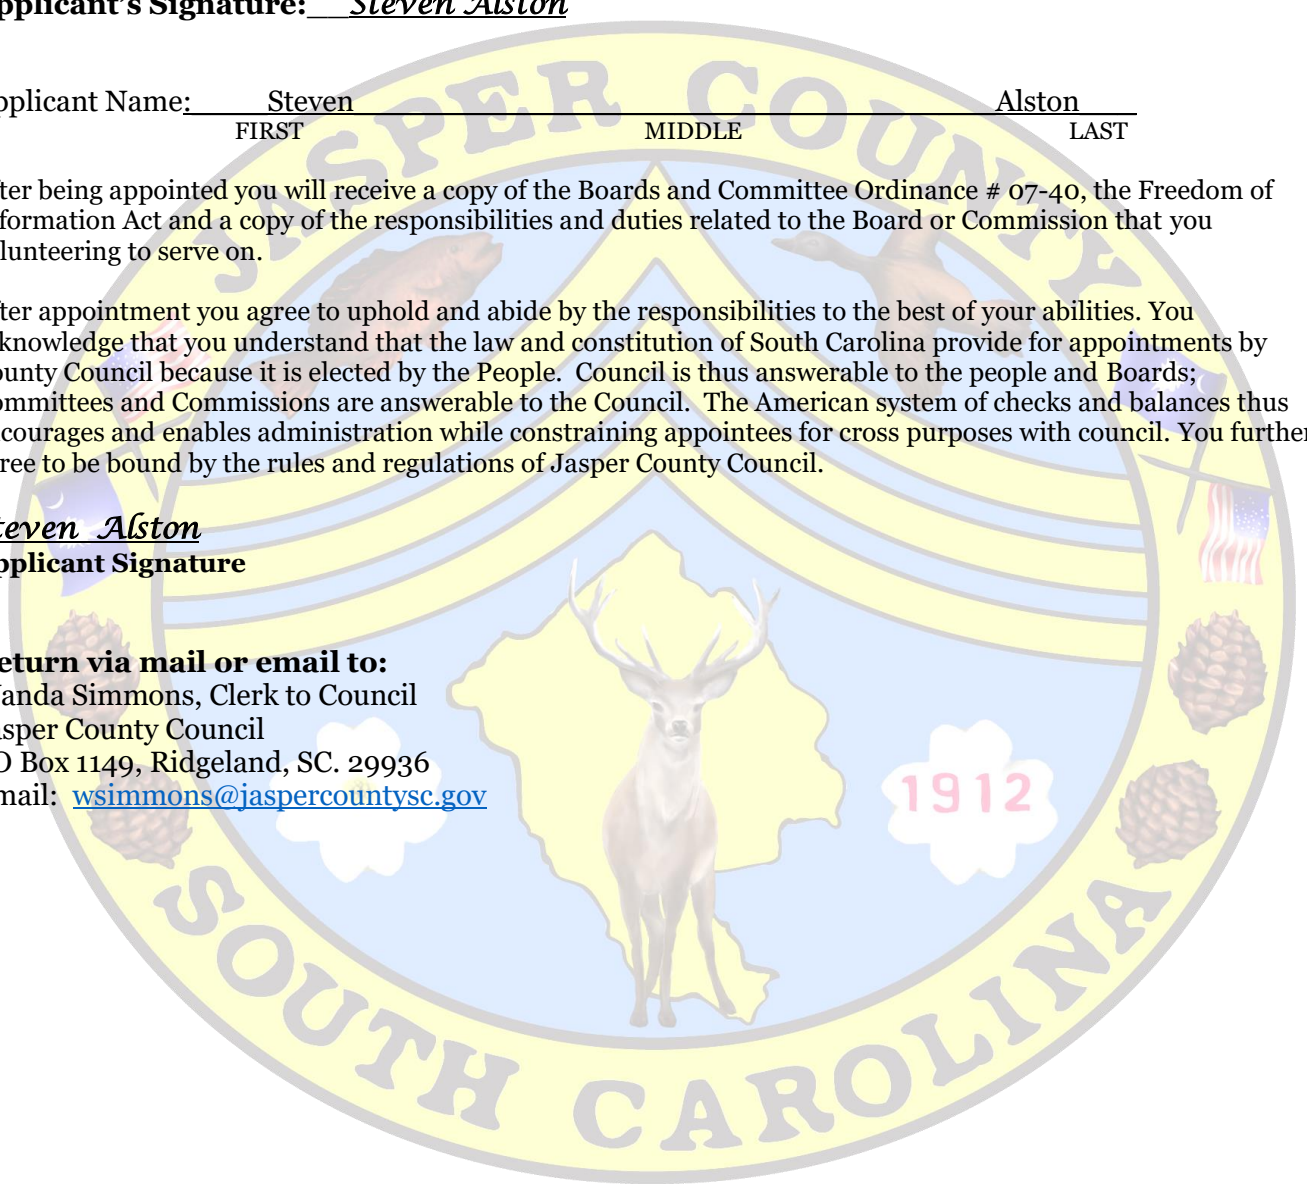 pplicant's Signature:__Steven Alston
pplicant Name: Steven Alston
FIRST MIDDLE LAST
ter being appointed you will receive a copy of the Boards and Committee Ordinance # 07-40, the Freedom of
formation Act and a copy of the responsibilities and duties related to the Board or Commission that you
lunteering to serve on.
ter appointment you agree to uphold and abide by the responsibilities to the best of your abilities. You
knowledge that you understand that the law and constitution of South Carolina provide for appointments by
ounty Council because it is elected by the People. Council is thus answerable to the people and Boards;
ommittees and Commissions are answerable to the Council. The American system of checks and balances thus
courages and enables administration while constraining appointees for cross purposes with council. You further
ree to be bound by the rules and regulations of Jasper County Council.
teven Alston
pplicant Signature
eturn via mail or email to:
anda Simmons, Clerk to Council
asper County Council
O Box 1149, Ridgeland, SC. 29936
mail: wsimmons@jaspercountysc.gov
JASPER COUNTY
1912
SOUTH CAROLINA